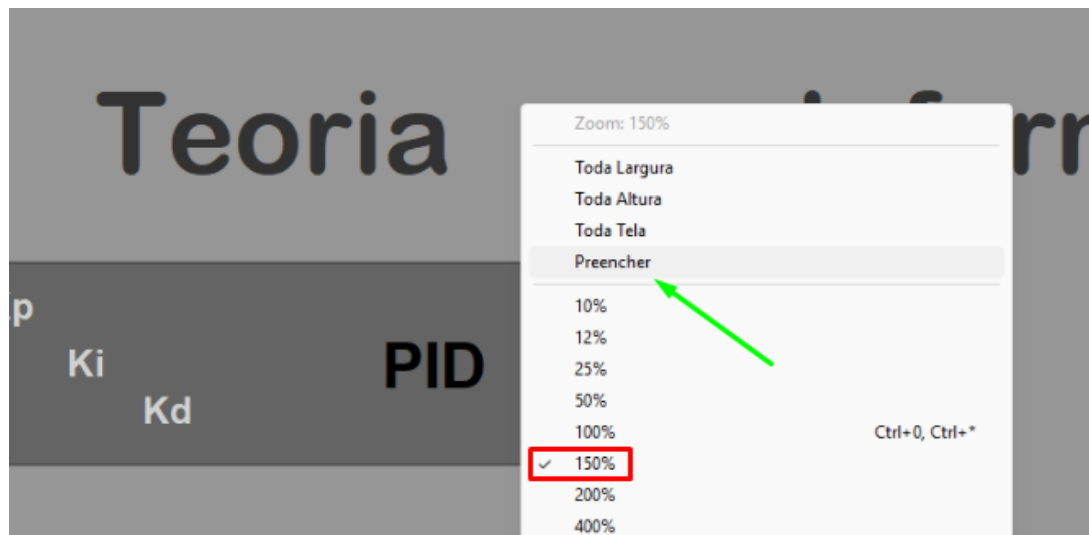 Teoria
Zoom: 150%
Toda Largura
Toda Altura
Toda Tela
Preencher
Ki
Kd
PID
10%
12%
25%
50%
100% Ctrl+0, Ctrl+*
150%
200%
400%